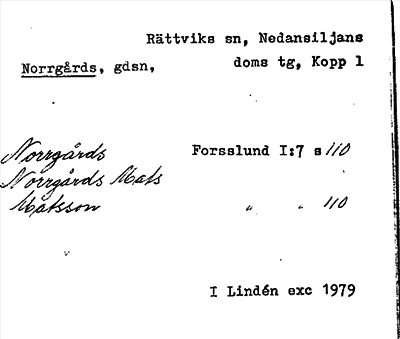 Rättviks sn, Nedansiljans
Norrgårds, gdsn, doms tg, Kopp l
Norrgårds Forsslund I:7 s 110
Norrgårds Mats
Matsson " " 110
I Lindén exc 1979